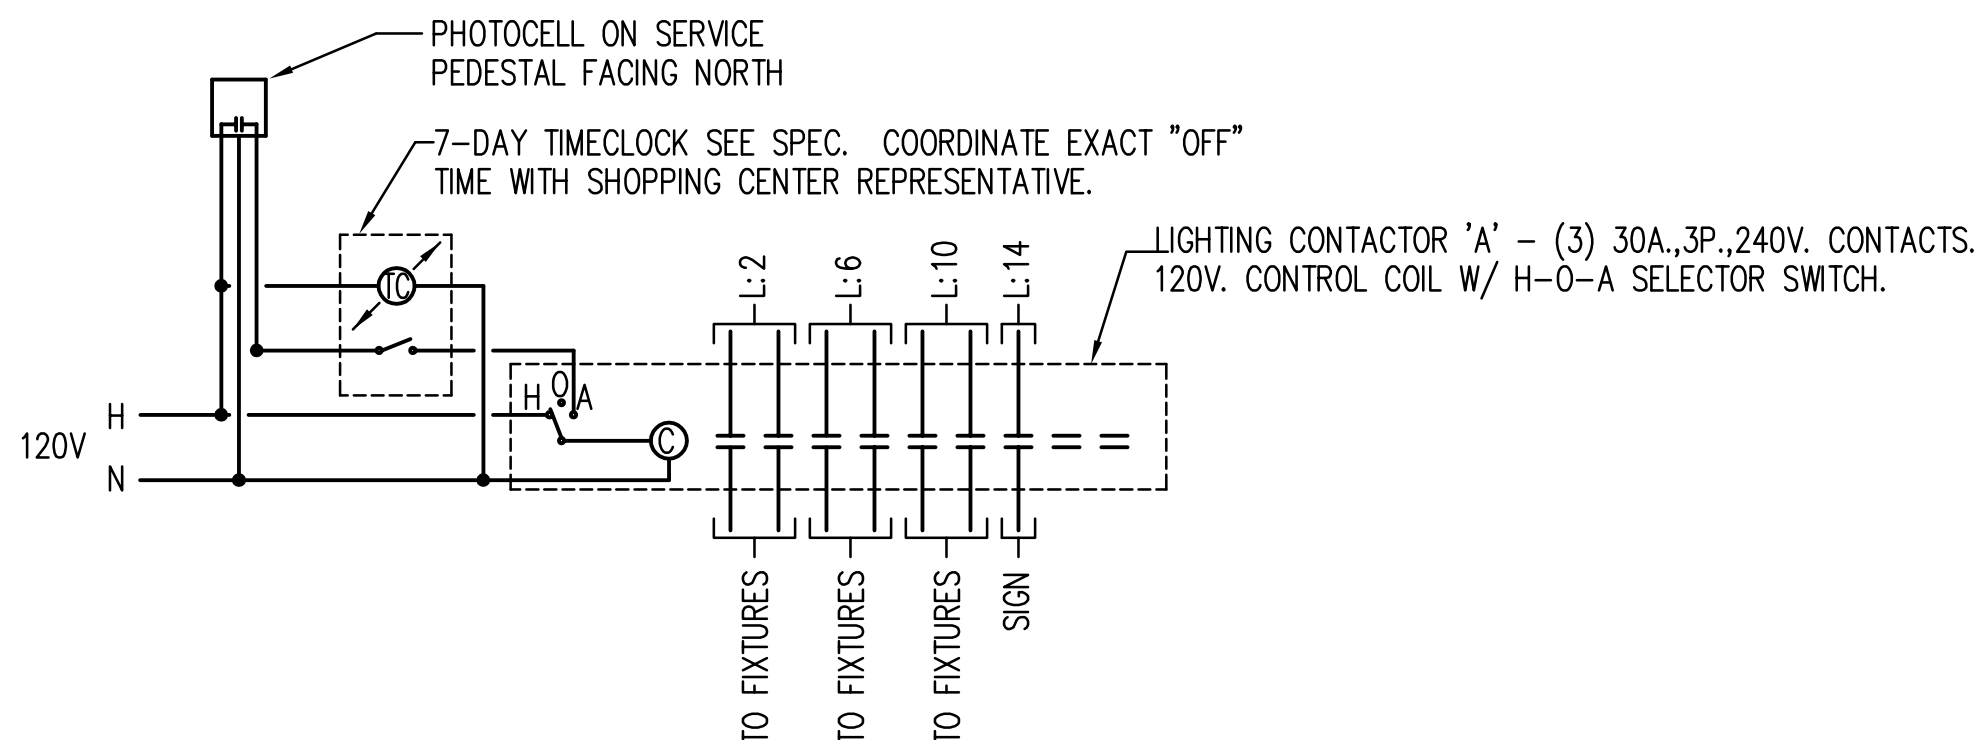 PHOTOCELL ON SERVICE
PEDESTAL FACING NORTH
7-DAY TIMECLOCK SEE SPEC. COORDINATE EXACT "OFF"
TIME WITH SHOPPING CENTER REPRESENTATIVE.
LIGHTING CONTACTOR 'A' - (3) 30A.,3P.,240V. CONTACTS.
120V. CONTROL COIL W/ H-O-A SELECTOR SWITCH.
L:2
L:6
L:10
L:14
TC
H O A
H
120V
N
C
TO FIXTURES
TO FIXTURES
TO FIXTURES
SIGN